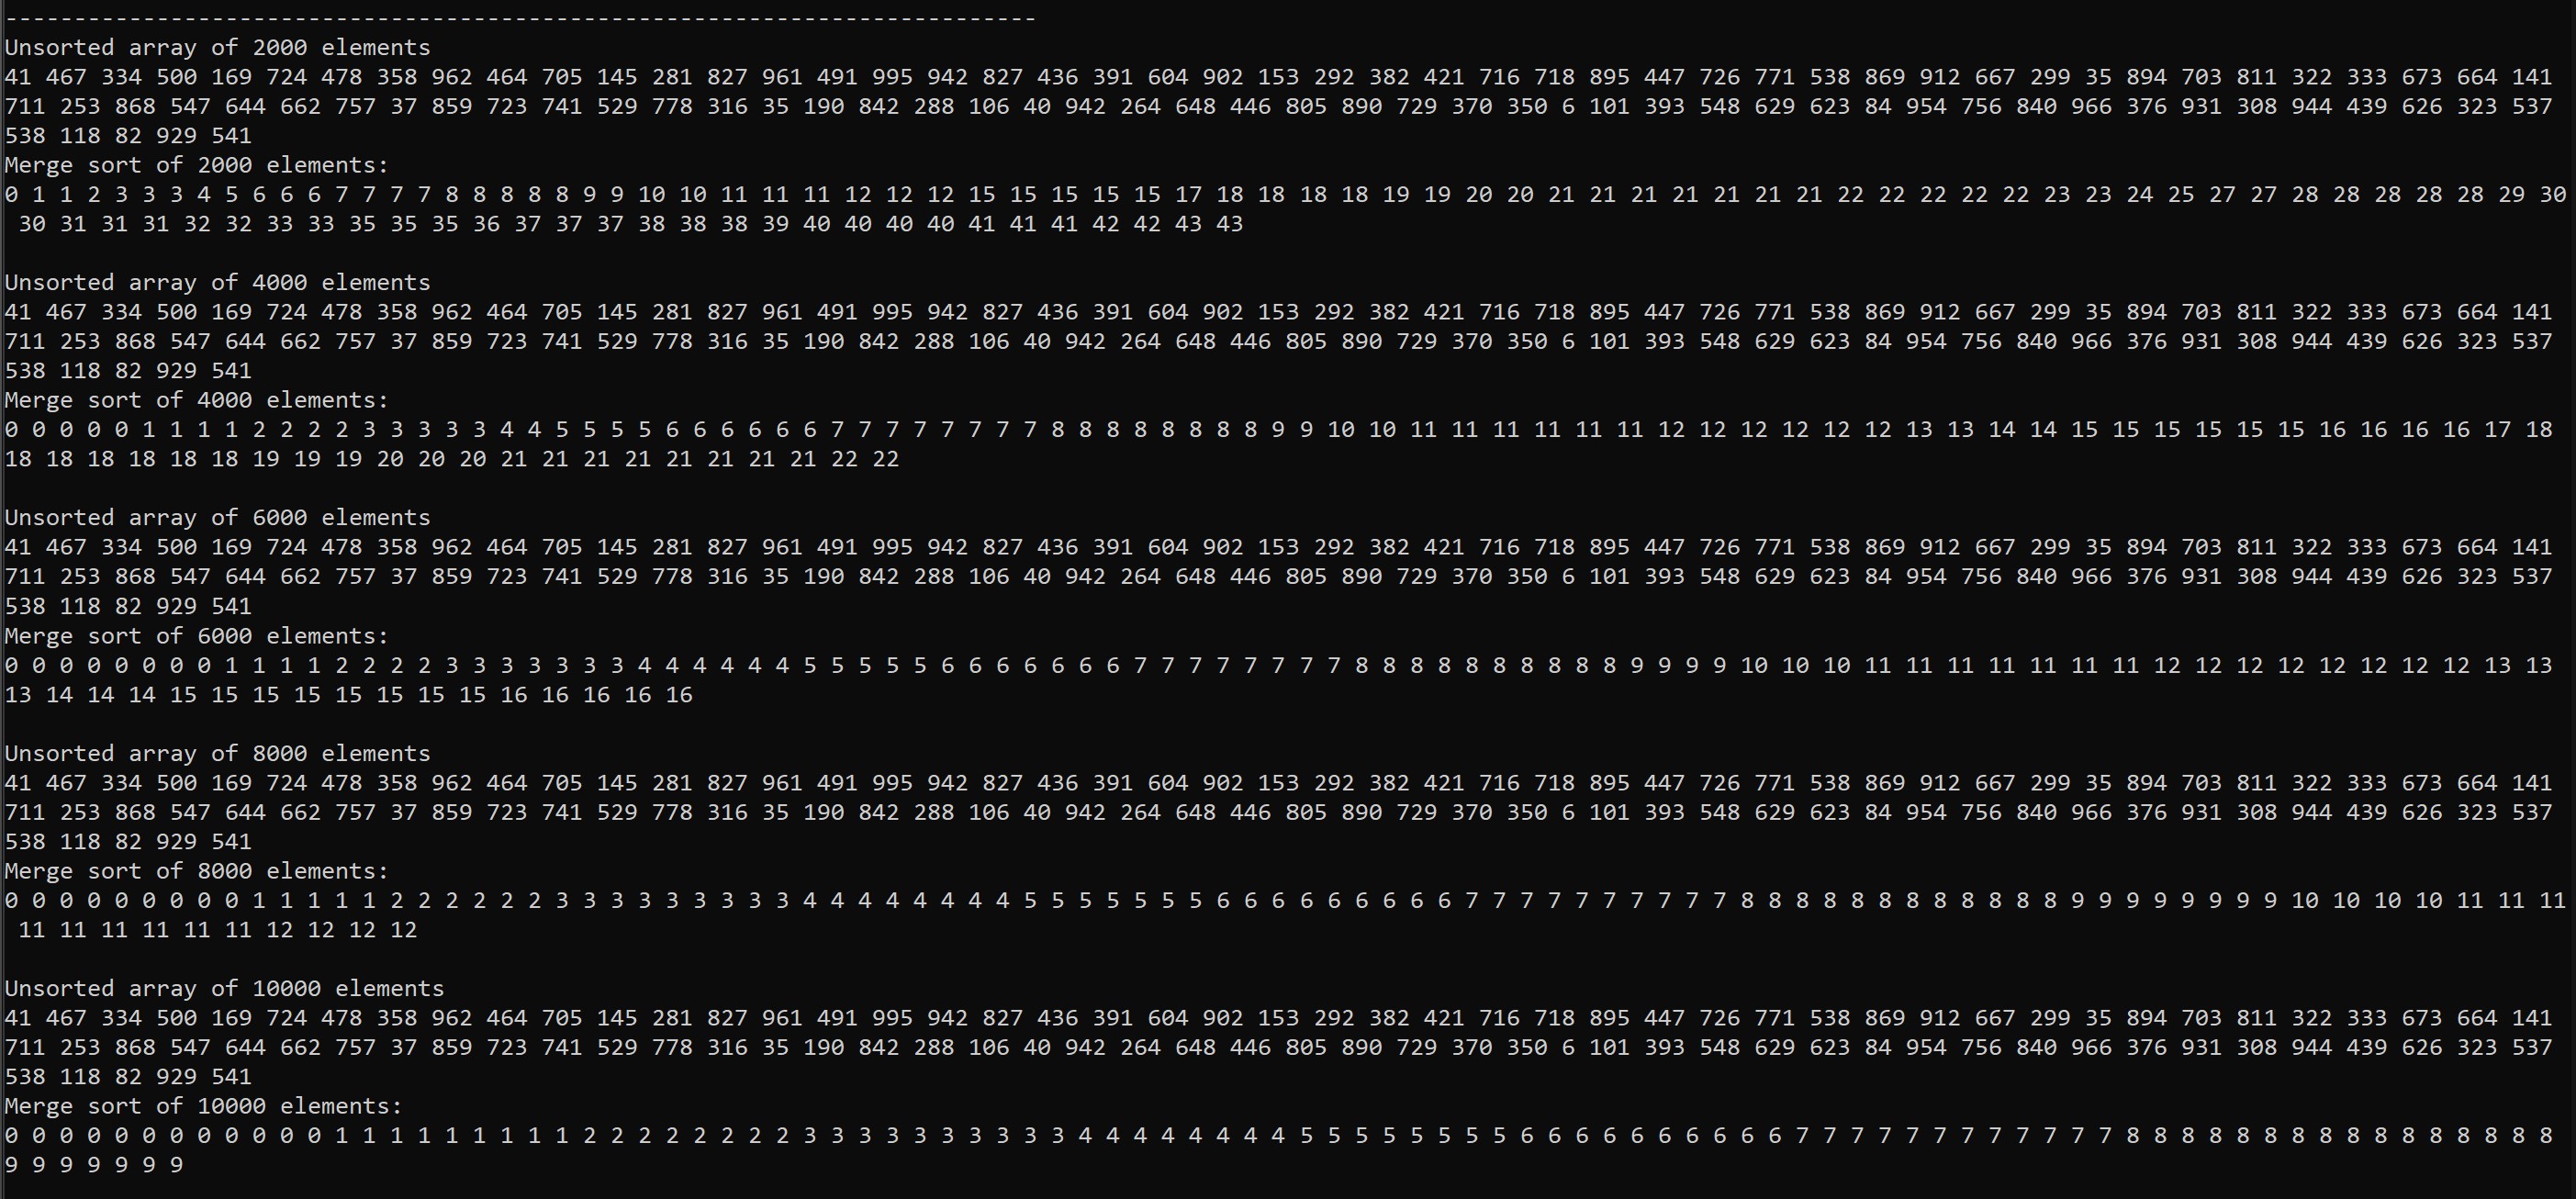 ---------------------------------------------------------------------------
Unsorted array of 2000 elements
41 467 334 500 169 724 478 358 962 464 705 145 281 827 961 491 995 942 827 436 391 604 902 153 292 382 421 716 718 895 447 726 771 538 869 912 667 299 35 894 703 811 322 333 673 664 141
711 253 868 547 644 662 757 37 859 723 741 529 778 316 35 190 842 288 106 40 942 264 648 446 805 890 729 370 350 6 101 393 548 629 623 84 954 756 840 966 376 931 308 944 439 626 323 537
538 118 82 929 541
Merge sort of 2000 elements:
0 1 1 2 3 3 3 4 5 6 6 6 7 7 7 7 8 8 8 8 8 9 9 10 10 11 11 11 12 12 12 15 15 15 15 15 17 18 18 18 18 19 19 20 20 21 21 21 21 21 21 21 22 22 22 22 22 23 23 24 25 27 27 28 28 28 28 28 29 30
30 31 31 31 32 32 33 33 35 35 35 36 37 37 37 38 38 38 39 40 40 40 40 41 41 41 42 42 43 43

Unsorted array of 4000 elements
41 467 334 500 169 724 478 358 962 464 705 145 281 827 961 491 995 942 827 436 391 604 902 153 292 382 421 716 718 895 447 726 771 538 869 912 667 299 35 894 703 811 322 333 673 664 141
711 253 868 547 644 662 757 37 859 723 741 529 778 316 35 190 842 288 106 40 942 264 648 446 805 890 729 370 350 6 101 393 548 629 623 84 954 756 840 966 376 931 308 944 439 626 323 537
538 118 82 929 541
Merge sort of 4000 elements:
0 0 0 0 0 1 1 1 1 2 2 2 2 3 3 3 3 3 4 4 5 5 5 5 6 6 6 6 6 6 7 7 7 7 7 7 7 7 8 8 8 8 8 8 8 8 9 9 10 10 11 11 11 11 11 11 12 12 12 12 12 12 13 13 14 14 15 15 15 15 15 15 16 16 16 16 17 18
18 18 18 18 18 18 19 19 19 20 20 20 21 21 21 21 21 21 21 21 22 22

Unsorted array of 6000 elements
41 467 334 500 169 724 478 358 962 464 705 145 281 827 961 491 995 942 827 436 391 604 902 153 292 382 421 716 718 895 447 726 771 538 869 912 667 299 35 894 703 811 322 333 673 664 141
711 253 868 547 644 662 757 37 859 723 741 529 778 316 35 190 842 288 106 40 942 264 648 446 805 890 729 370 350 6 101 393 548 629 623 84 954 756 840 966 376 931 308 944 439 626 323 537
538 118 82 929 541
Merge sort of 6000 elements:
0 0 0 0 0 0 0 0 1 1 1 1 2 2 2 2 3 3 3 3 3 3 3 4 4 4 4 4 4 5 5 5 5 5 6 6 6 6 6 6 6 7 7 7 7 7 7 7 7 8 8 8 8 8 8 8 8 8 8 9 9 9 9 10 10 10 11 11 11 11 11 11 11 12 12 12 12 12 12 12 12 13 13
13 14 14 14 15 15 15 15 15 15 15 15 16 16 16 16 16

Unsorted array of 8000 elements
41 467 334 500 169 724 478 358 962 464 705 145 281 827 961 491 995 942 827 436 391 604 902 153 292 382 421 716 718 895 447 726 771 538 869 912 667 299 35 894 703 811 322 333 673 664 141
711 253 868 547 644 662 757 37 859 723 741 529 778 316 35 190 842 288 106 40 942 264 648 446 805 890 729 370 350 6 101 393 548 629 623 84 954 756 840 966 376 931 308 944 439 626 323 537
538 118 82 929 541
Merge sort of 8000 elements:
0 0 0 0 0 0 0 0 0 1 1 1 1 1 2 2 2 2 2 2 3 3 3 3 3 3 3 3 3 4 4 4 4 4 4 4 4 5 5 5 5 5 5 5 6 6 6 6 6 6 6 6 6 7 7 7 7 7 7 7 7 7 7 8 8 8 8 8 8 8 8 8 8 8 8 9 9 9 9 9 9 9 9 10 10 10 10 11 11 11
11 11 11 11 11 11 12 12 12 12

Unsorted array of 10000 elements
41 467 334 500 169 724 478 358 962 464 705 145 281 827 961 491 995 942 827 436 391 604 902 153 292 382 421 716 718 895 447 726 771 538 869 912 667 299 35 894 703 811 322 333 673 664 141
711 253 868 547 644 662 757 37 859 723 741 529 778 316 35 190 842 288 106 40 942 264 648 446 805 890 729 370 350 6 101 393 548 629 623 84 954 756 840 966 376 931 308 944 439 626 323 537
538 118 82 929 541
Merge sort of 10000 elements:
0 0 0 0 0 0 0 0 0 0 0 0 1 1 1 1 1 1 1 1 1 2 2 2 2 2 2 2 2 3 3 3 3 3 3 3 3 3 3 4 4 4 4 4 4 4 4 5 5 5 5 5 5 5 5 6 6 6 6 6 6 6 6 6 6 7 7 7 7 7 7 7 7 7 7 7 7 8 8 8 8 8 8 8 8 8 8 8 8 8 8 8 8
9 9 9 9 9 9 9